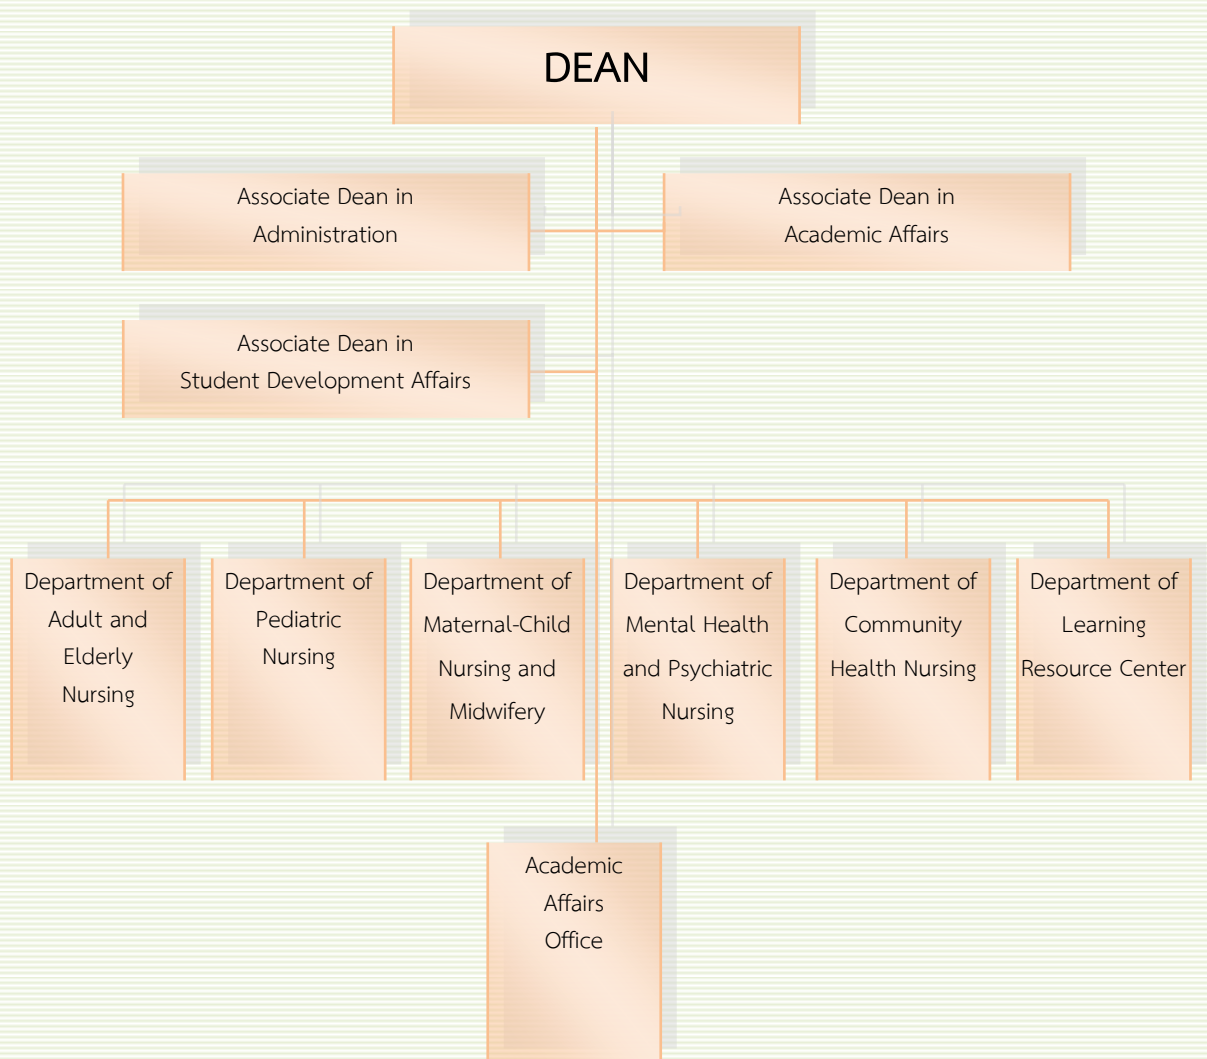 DEAN
Associate Dean in
Administration
Associate Dean in
Academic Affairs
Associate Dean in
Student Development Affairs
Department of
Adult and
Elderly
Nursing
Department of
Pediatric
Nursing
Department of
Maternal-Child
Nursing and
Midwifery
Department of
Mental Health
and Psychiatric
Nursing
Department of
Community
Health Nursing
Department of
Learning
Resource Center
Academic
Affairs
Office